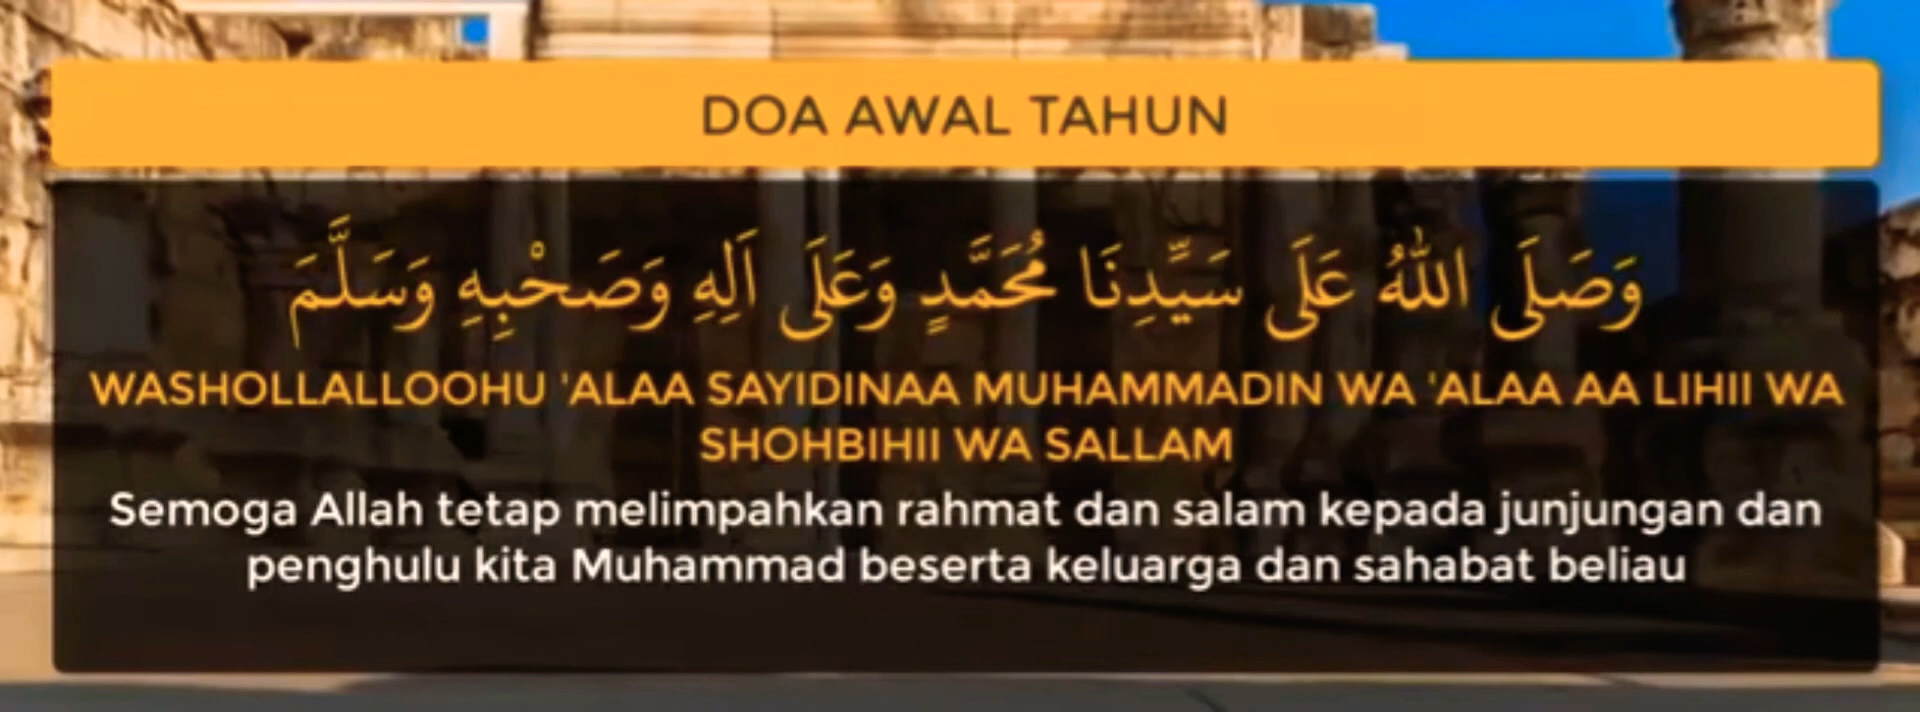 DOA AWAL TAHUN
وَصَلَى اللهُ عَلَى سَيِّدِنَا مُحَمَّدٍ وَعَلَى اَلِهِ وَصَحْبِهِ وَسَلَّمَ
WASHOLLALLOOHU 'ALAA SAYIDINAA MUHAMMADIN WA 'ALAA AA LIHII WA
SHOHBIHII WA SALLAM
Semoga Allah tetap melimpahkan rahmat dan salam kepada junjungan dan
penghulu kita Muhammad beserta keluarga dan sahabat beliau